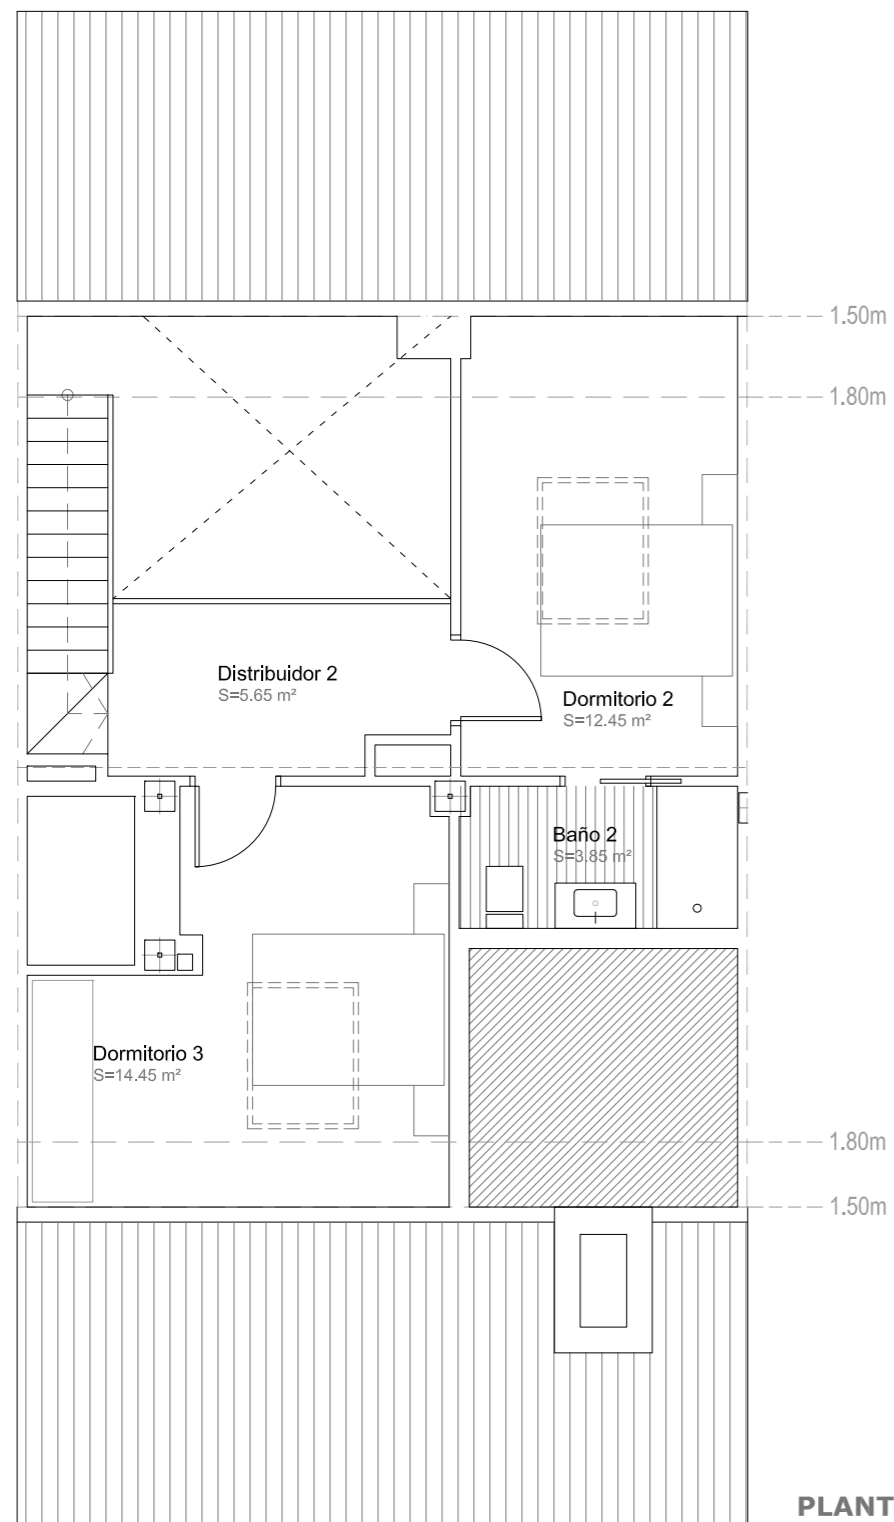 1.50m
1.80m
Distribuidor 2
S=5.65 m²
Dormitorio 2
S=12.45 m²
Baño 2
S=3.85 m²
Dormitorio 3
S=14.45 m²
1.80m
1.50m
PLANT